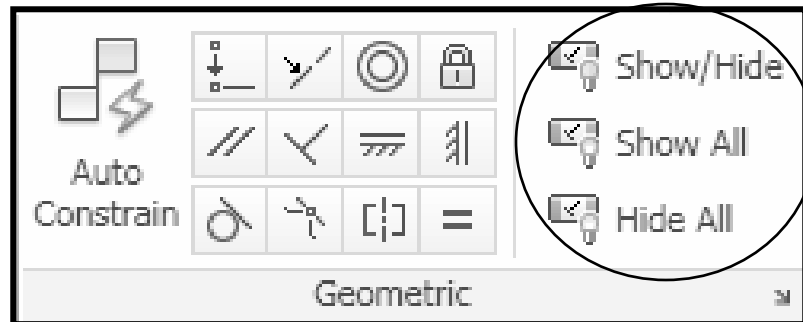 Auto
Constrain
Show/Hide
Show All
Hide All
Geometric